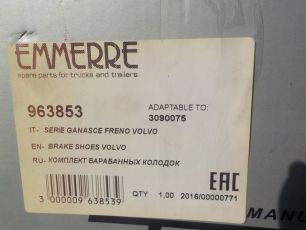 EMMERRE
spare parts for trucks and trailers
963853
ADAPTABLE TO:
3090075
IT- SERIE GANASCE FRENO VOLVO
EN- BRAKE SHOES VOLVO
RU- КОМПЛЕКТ БАРАБАННЫХ КОЛОДОК
EAC
QTY 1,00 2016/00000771
3 000009 638539
MANU